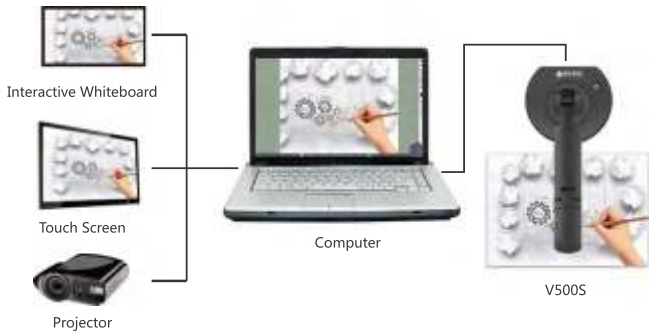 Interactive Whiteboard
Touch Screen
Projector
Computer
V500S